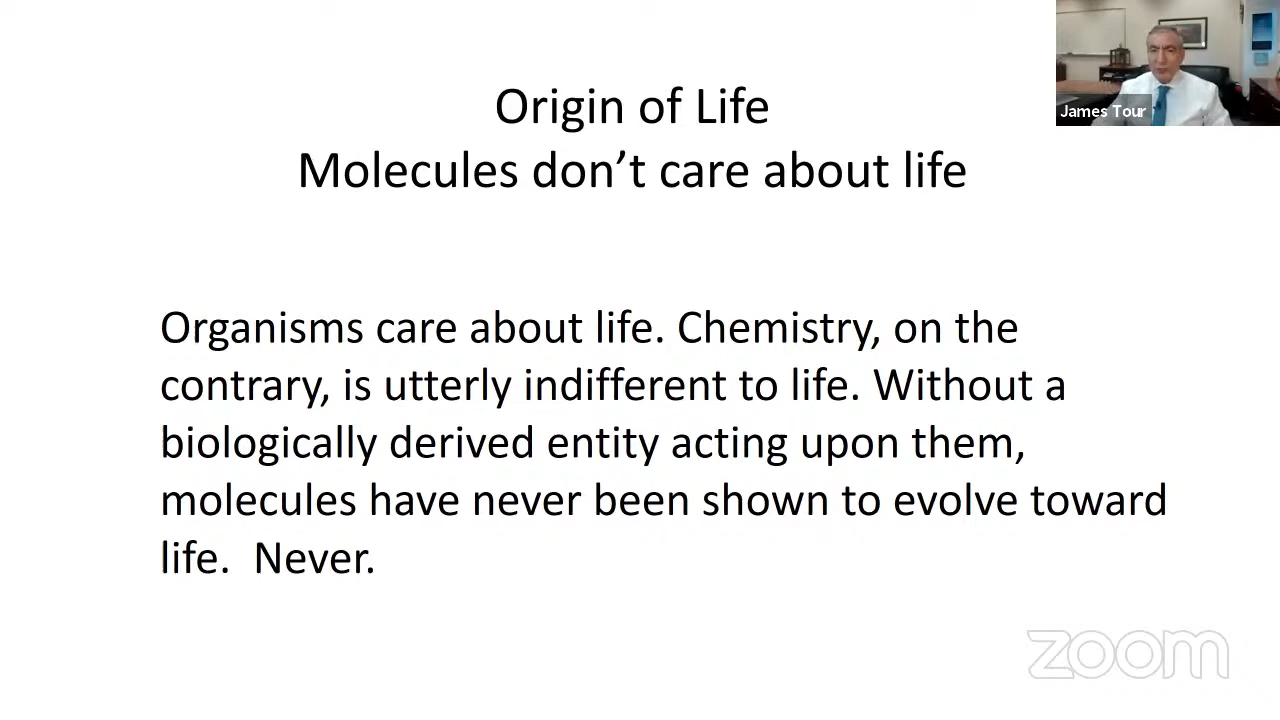 Origin of Life
Molecules don’t care about life
James Tour
Organisms care about life. Chemistry, on the
contrary, is utterly indifferent to life. Without a
biologically derived entity acting upon them,
molecules have never been shown to evolve toward
life.  Never.
zoom